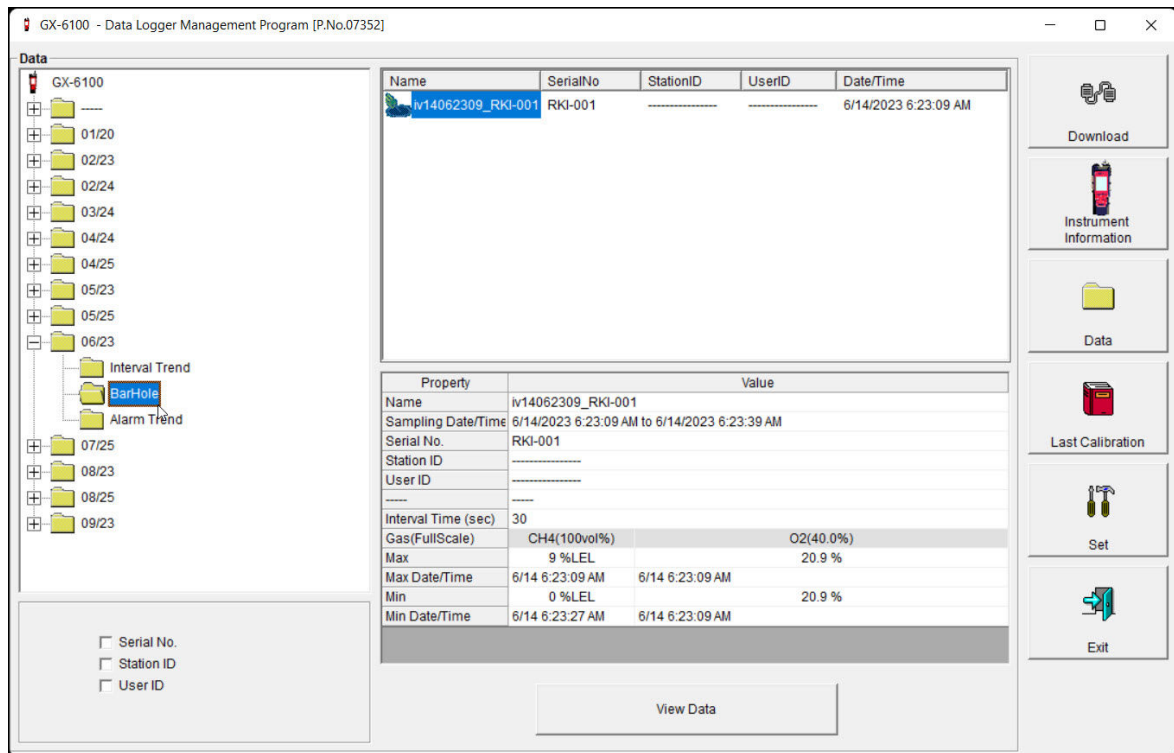 GX-6100 - Data Logger Management Program [P.No.07352]
Data
GX-6100
-----
01/20
02/23
02/24
03/24
04/24
04/25
05/23
05/25
06/23
Interval Trend
BarHole
Alarm Trend
07/25
08/23
08/25
09/23
Serial No.
Station ID
User ID
Name SerialNo StationID UserID Date/Time
iv14062309_RKI-001 RKI-001 ---------------- ---------------- 6/14/2023 6:23:09 AM
Property Value
Name iv14062309_RKI-001
Sampling Date/Time 6/14/2023 6:23:09 AM to 6/14/2023 6:23:39 AM
Serial No. RKI-001
Station ID ----------------
User ID ----------------
----- -----
Interval Time (sec) 30
Gas(FullScale) CH4(100vol%) O2(40.0%)
Max 9 %LEL 20.9 %
Max Date/Time 6/14 6:23:09 AM 6/14 6:23:09 AM
Min 0 %LEL 20.9 %
Min Date/Time 6/14 6:23:27 AM 6/14 6:23:09 AM
View Data
Download
Instrument
Information
Data
Last Calibration
Set
Exit